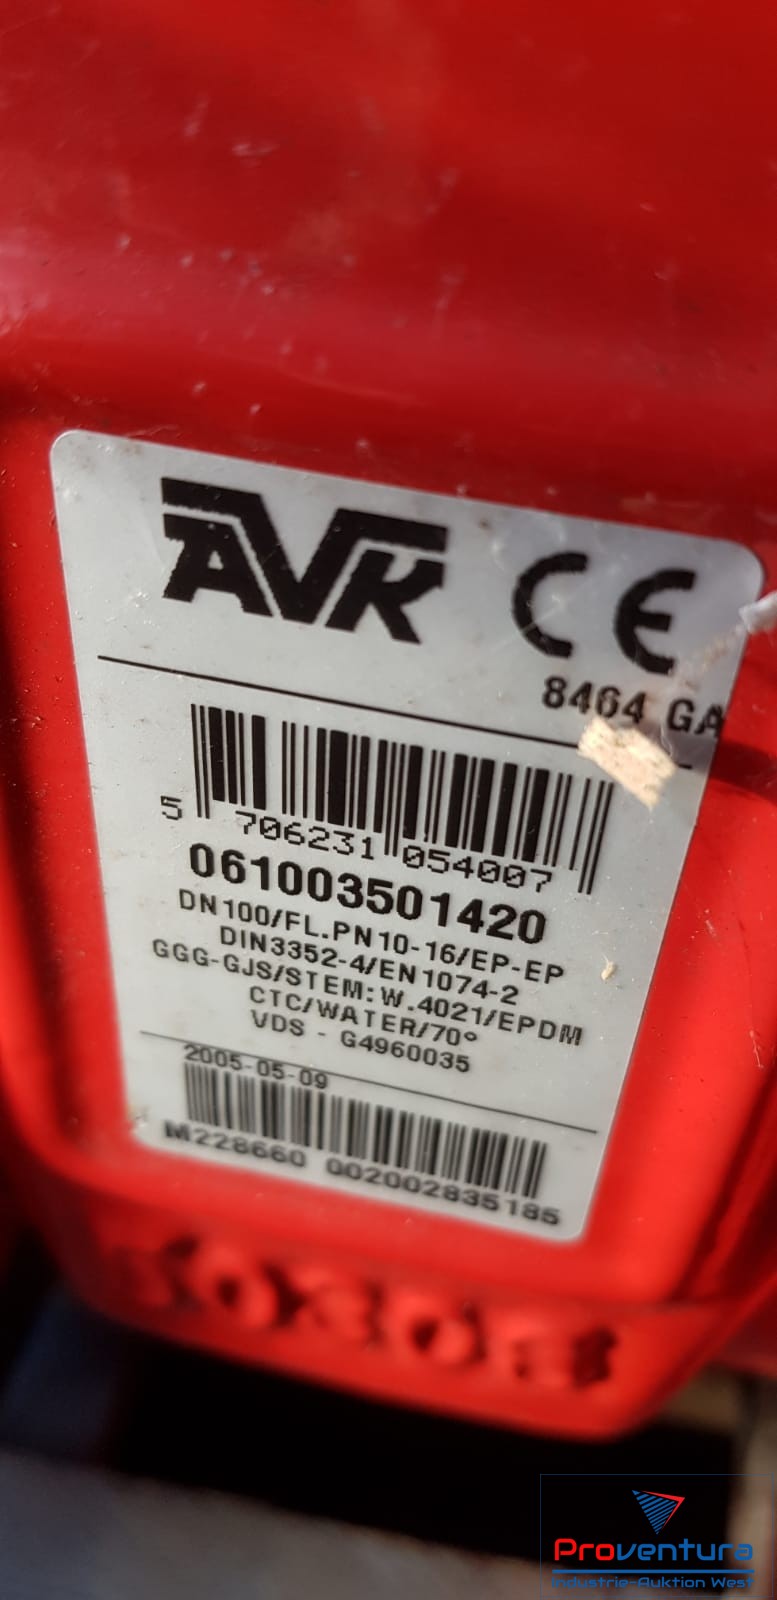 AVK CE
8464 GA
5 706231 054007
061003501420
DN100/FL.PN10-16/EP-EP
DIN3352-4/EN1074-2
GGG-GJS/STEM:W.4021/EPDM
CTC/WATER/70°
VDS - G4960035
2005-05-09
M228660 002002835185
Proventura
Industrie-Auktion West